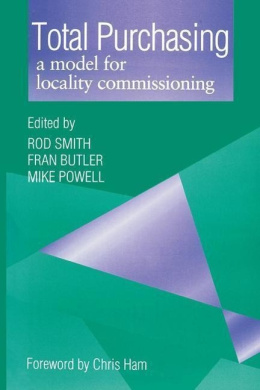 Total Purchasing
a model for
locality commissioning
Edited by
ROD SMITH
FRAN BUTLER
MIKE POWELL
Foreword by Chris Ham